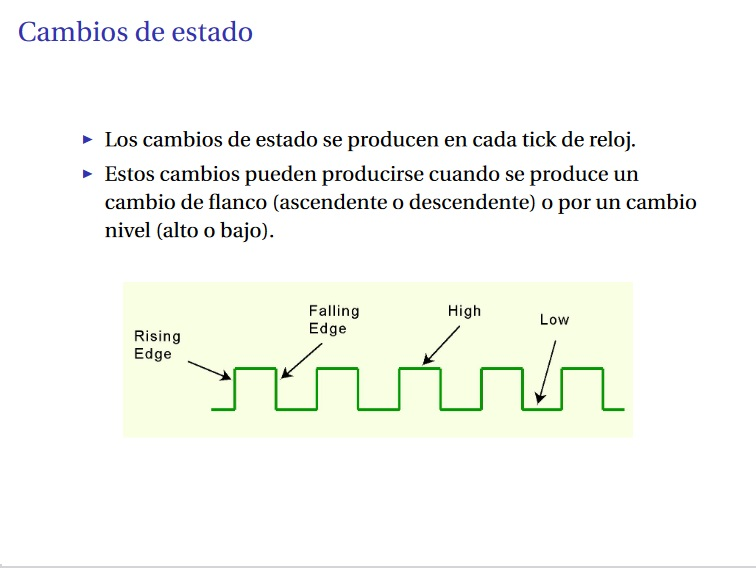 Cambios de estado
▶ Los cambios de estado se producen en cada tick de reloj.
▶ Estos cambios pueden producirse cuando se produce un
cambio de flanco (ascendente o descendente) o por un cambio
nivel (alto o bajo).
Rising
Edge
Falling
Edge
High
Low